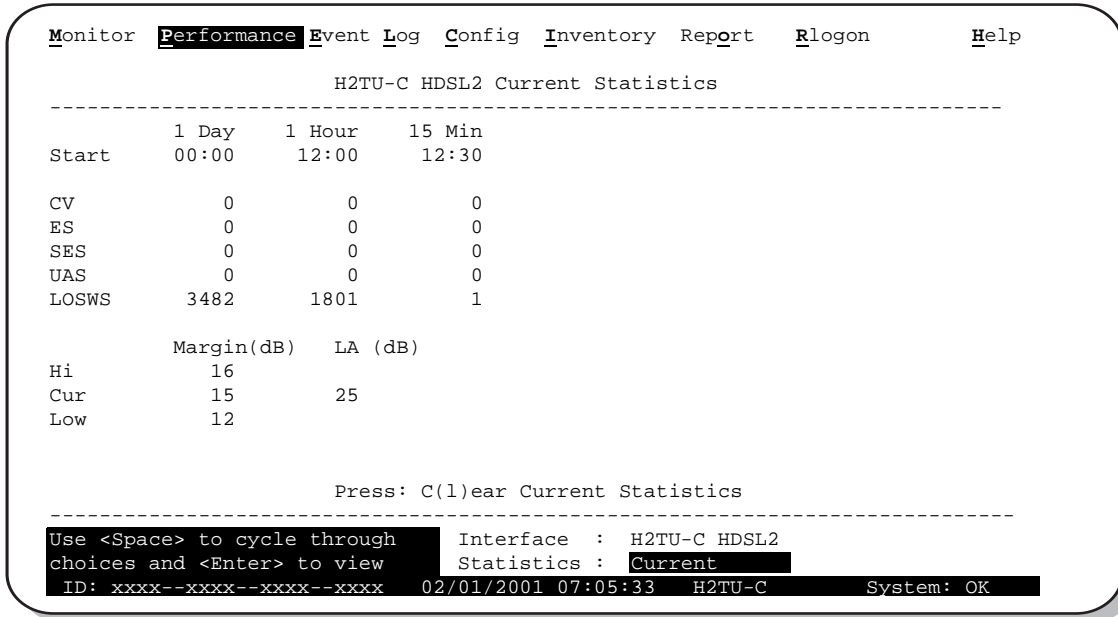 Monitor Performance Event Log Config Inventory Report Rlogon Help
H2TU-C HDSL2 Current Statistics
-------------------------------------------------------------------------------
1 Day 1 Hour 15 Min
Start 00:00 12:00 12:30
CV 0 0 0
ES 0 0 0
SES 0 0 0
UAS 0 0 0
LOSWS 3482 1801 1
Margin(dB) LA (dB)
Hi 16
Cur 15 25
Low 12
Press: C(l)ear Current Statistics
--------------------------------------------------------------------------------
Use <Space> to cycle through Interface : H2TU-C HDSL2
choices and <Enter> to view Statistics : Current
ID: xxxx--xxxx--xxxx--xxxx 02/01/2001 07:05:33 H2TU-C System: OK